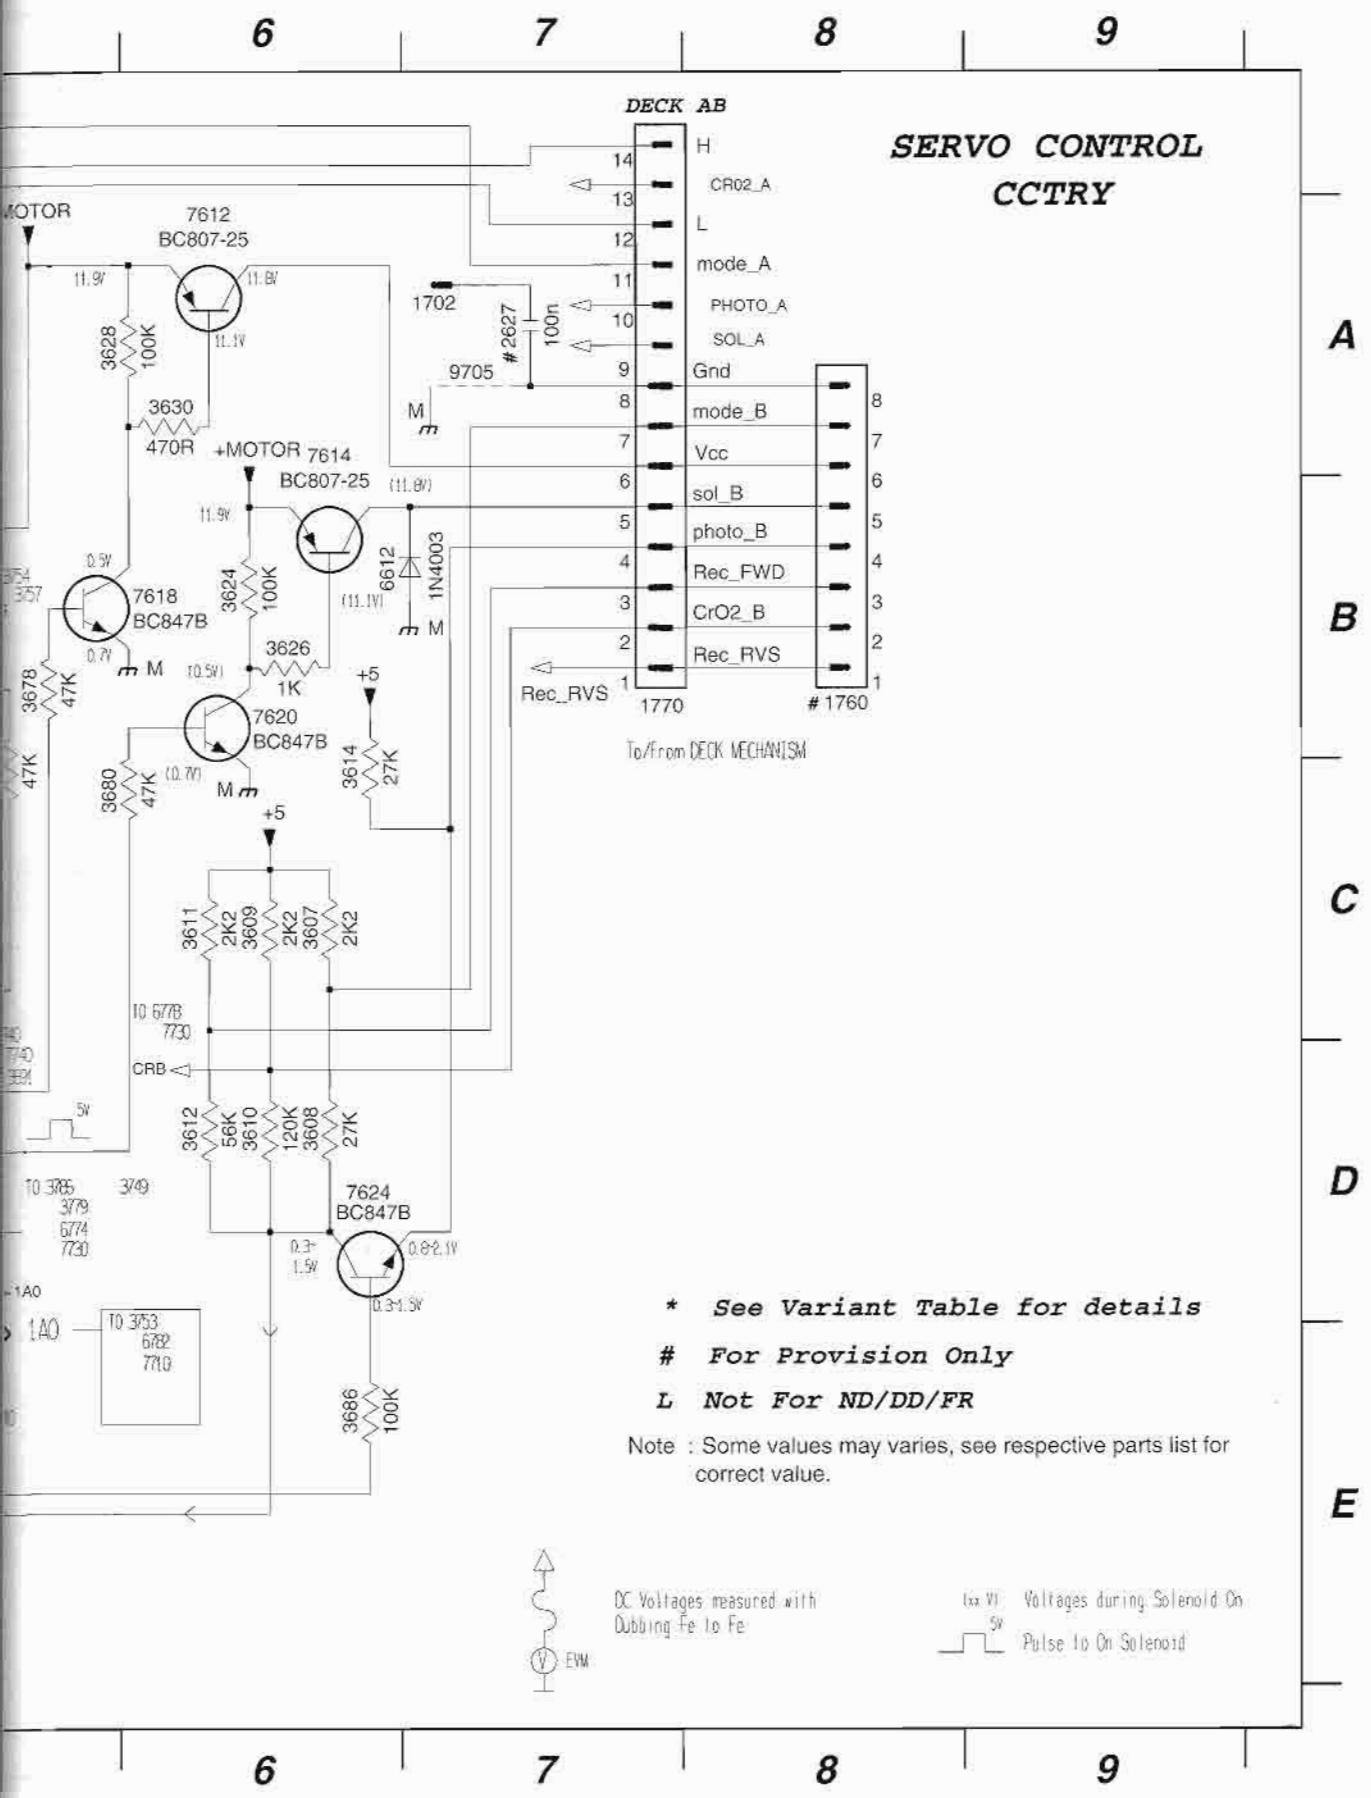 6 7 8 9
DECK AB
SERVO CONTROL
CCTRY
14 H
13 CR02_A
12 L
11 mode_A
10 PHOTO_A
SOL_A
9 Gnd
8 mode_B 8
7 Vcc 7
6 sol_B 6
5 photo_B 5
4 Rec_FWD 4
3 CrO2_B 3
2 Rec_RVS 2
1 1
Rec_RVS
1770
# 1760
To/From DECK MECHANISM
MOTOR
7612
BC807-25
11.9V
11.8V
11.1V
3628
100K
3630
470R
1702
#2627
100n
9705
M
A
+MOTOR
7614
BC807-25
(11.8V)
11.9V
3624
100K
(11.1V)
6612
1N4003
M
0.5V
7618
BC847B
0.7V
M
3757
3678
47K
47K
(0.5V)
3626
1K
+5
7620
BC847B
(0.7V)
M
3680
47K
3614
27K
B
+5
3611
2K2
3609
2K2
3607
2K2
C
TO 6778
7730
CRB
5V
3612
56K
3610
120K
3608
27K
TO 3785 3749
3779
6774
7730
7624
BC847B
0.3-
1.5V
0.8-2.1V
0.3-1.5V
D
1A0
1A0
TO 3753
6782
7710
3686
100K
* See Variant Table for details
# For Provision Only
L Not For ND/DD/FR
Note : Some values may varies, see respective parts list for
correct value.
E
DC Voltages measured with
Dubbing Fe to Fe
EVM
V
(xx V) Voltages during Solenoid On
5V
Pulse to On Solenoid
6 7 8 9